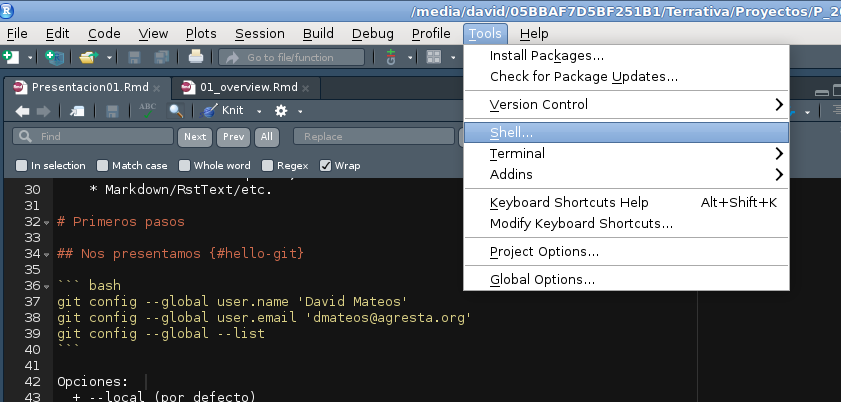 /media/david/05BBAF7D5BF251B1/Terrativa/Proyectos/P_20
File Edit Code View Plots Session Build Debug Profile Tools Help
Go to file/function
Install Packages...
Check for Package Updates...
Version Control
Shell...
Terminal
Addins
Keyboard Shortcuts Help Alt+Shift+K
Modify Keyboard Shortcuts...
Project Options...
Global Options...
Presentacion01.Rmd 01_overview.Rmd
ABC Knit
Find Next Prev All Replace
In selection Match case Whole word Regex Wrap
30 * Markdown/RstText/etc.
31
32 # Primeros pasos
33
34 ## Nos presentamos {#hello-git}
35
36 ``` bash
37 git config --global user.name 'David Mateos'
38 git config --global user.email 'dmateos@agresta.org'
39 git config --global --list
40 ```
41
42 Opciones:
43 + --local (por defecto)